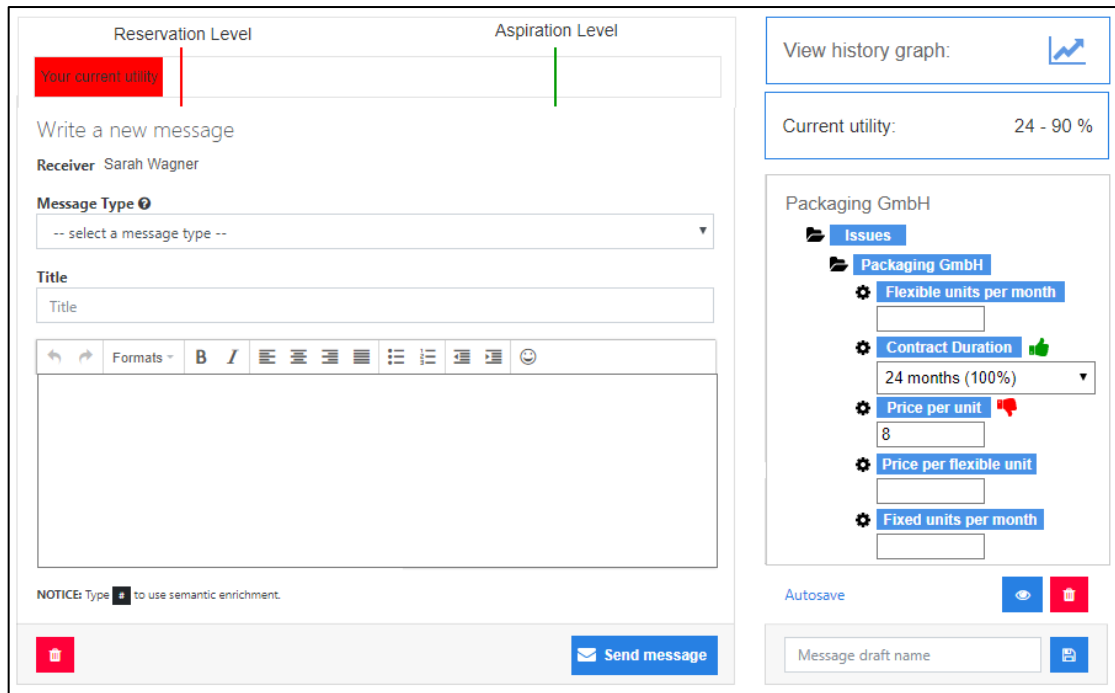 Reservation Level
Aspiration Level
Your current utility
Write a new message
Receiver Sarah Wagner
Message Type ?
-- select a message type --
Title
Title
Formats B I
NOTICE: Type # to use semantic enrichment.
Send message
View history graph:
Current utility: 24 - 90 %
Packaging GmbH
Issues
Packaging GmbH
Flexible units per month
Contract Duration
24 months (100%)
Price per unit
8
Price per flexible unit
Fixed units per month
Autosave
Message draft name